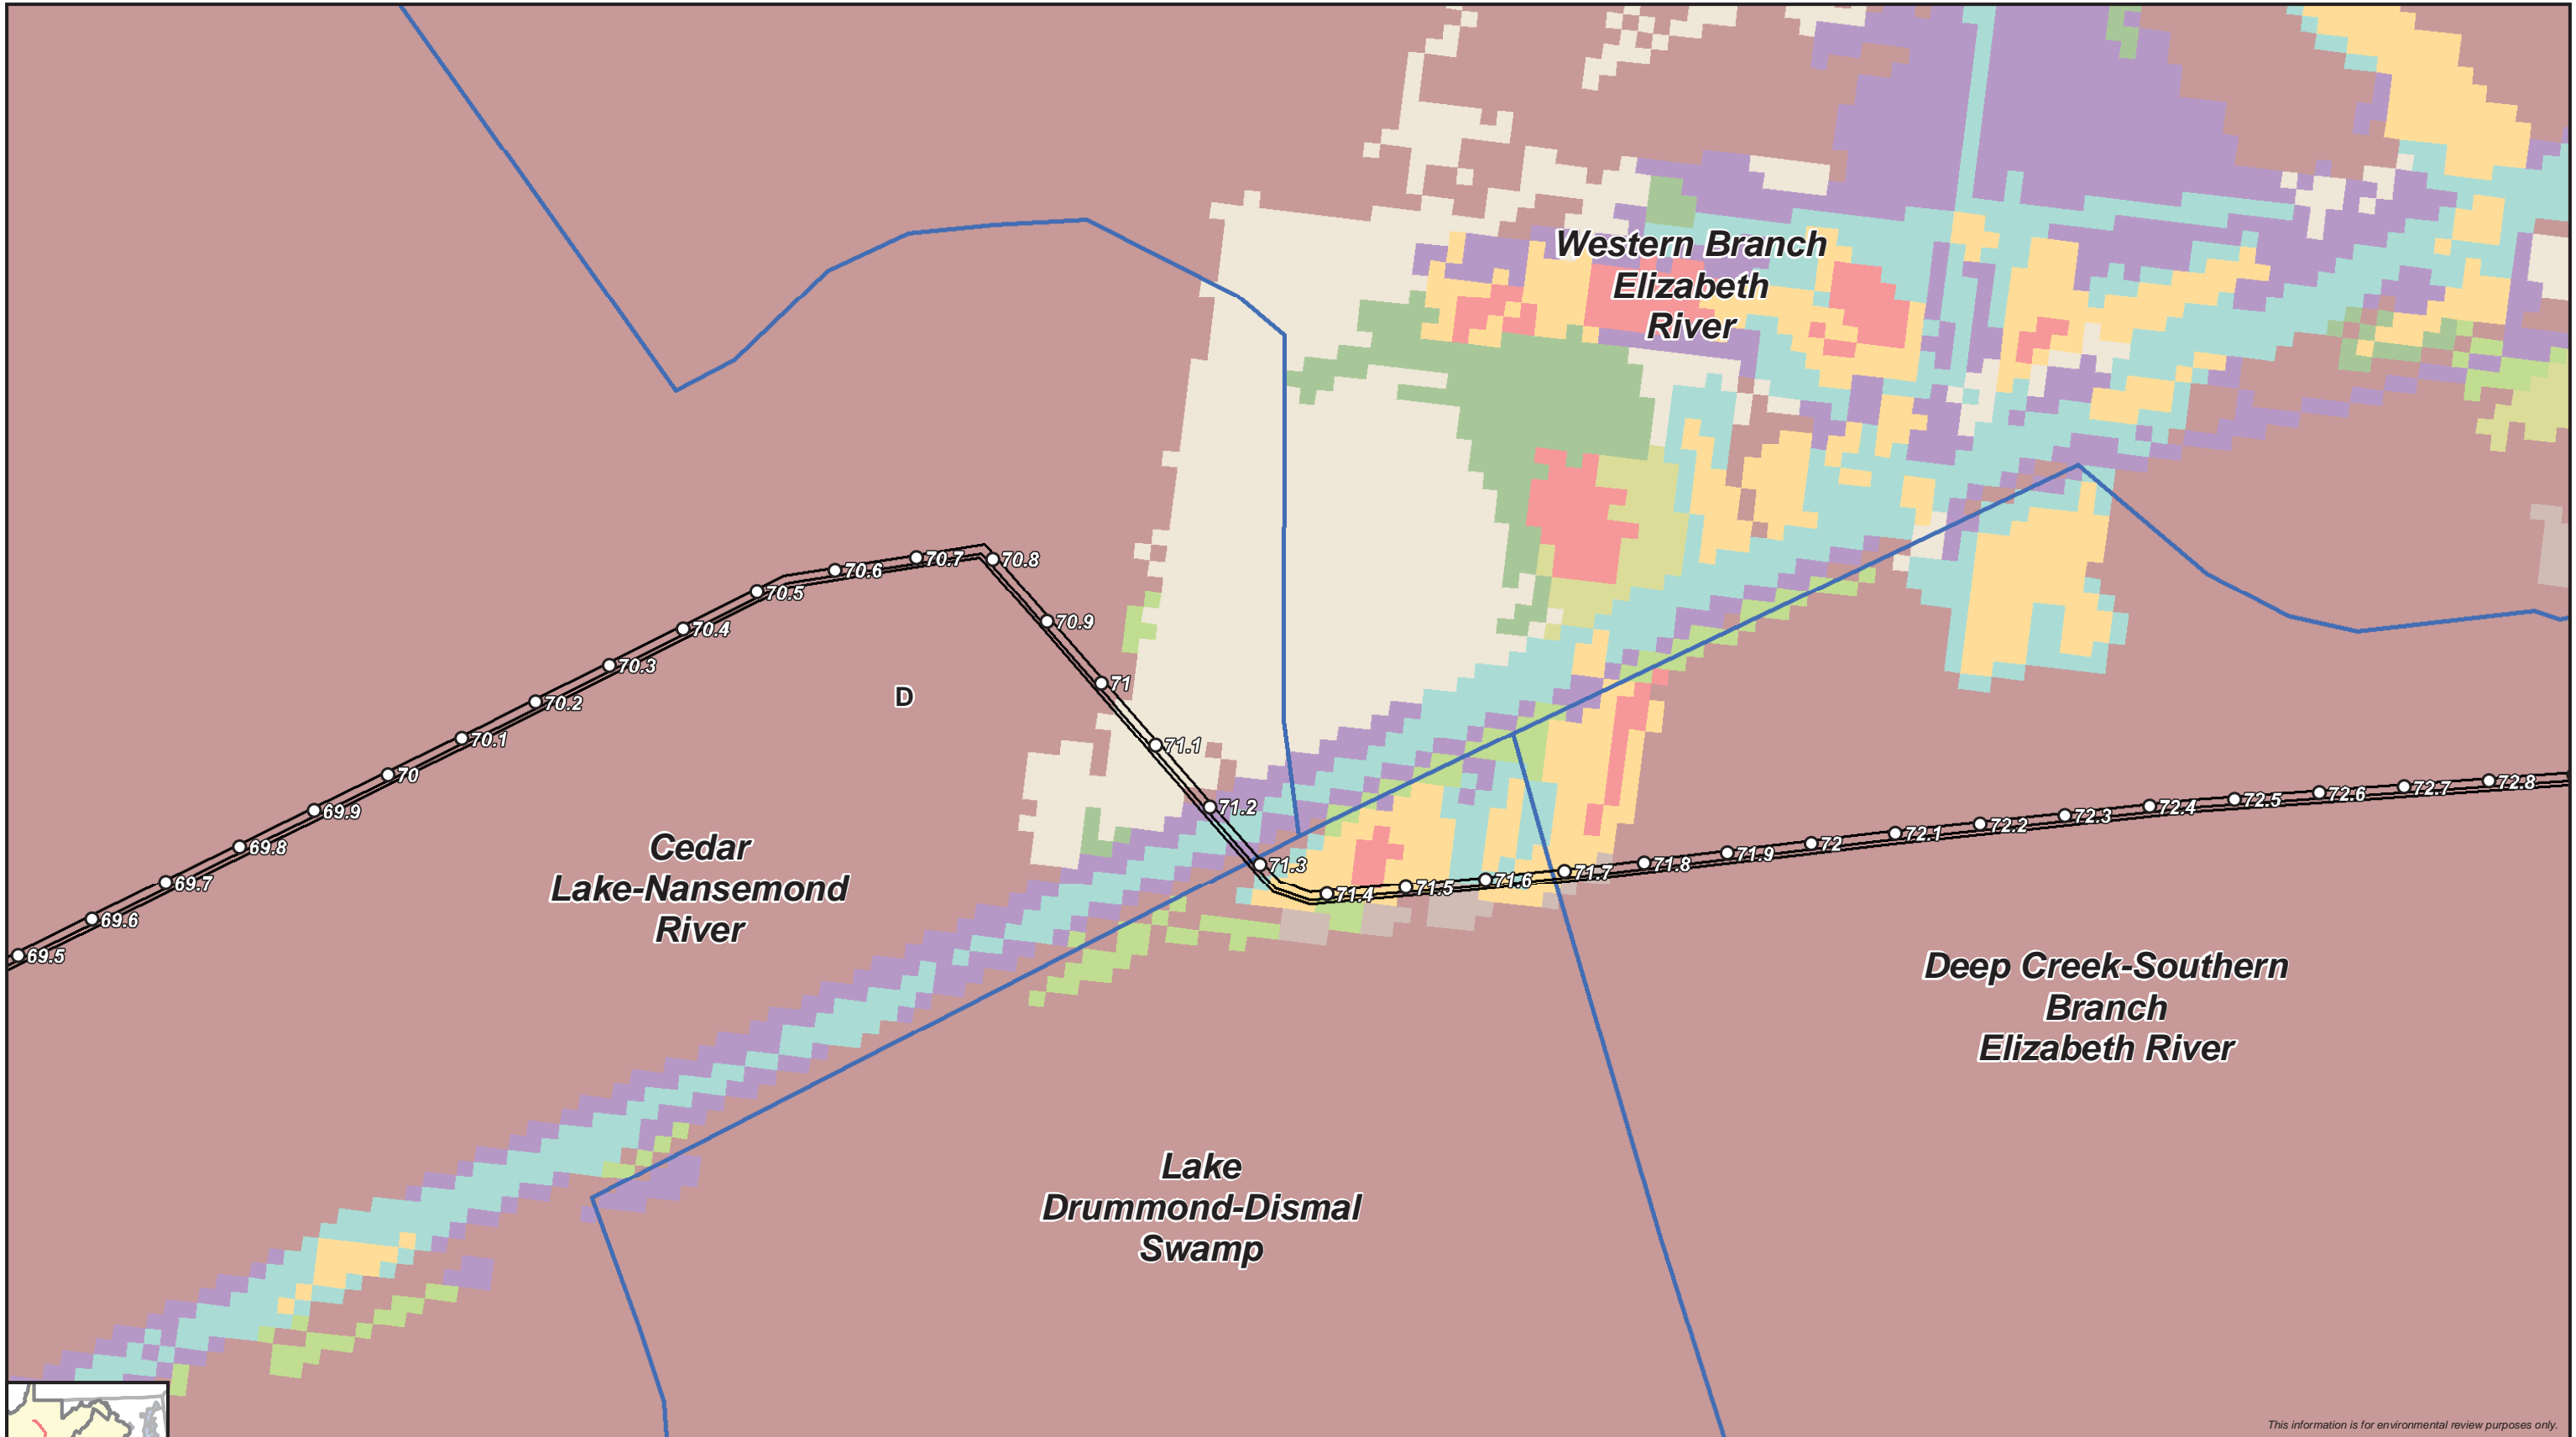 Western Branch
Elizabeth
River
70.5
70.6
70.7
70.8
70.4
70.9
70.3
71
70.2
D
70.1
71.1
70
69.9
71.2
69.8
69.7
69.6
69.5
71.3
71.4
71.5
71.6
71.7
71.8
71.9
72
72.1
72.2
72.3
72.4
72.5
72.6
72.7
72.8
Cedar
Lake-Nansemond
River
Deep Creek-Southern
Branch
Elizabeth River
Lake
Drummond-Dismal
Swamp
This information is for environmental review purposes only.